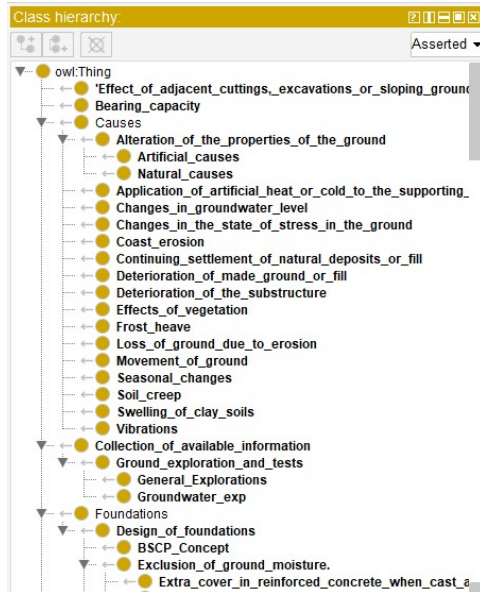 Class hierarchy:
Asserted
owl:Thing
'Effect_of_adjacent_cuttings,_excavations_or_sloping_ground
Bearing_capacity
Causes
Alteration_of_the_properties_of_the_ground
Artificial_causes
Natural_causes
Application_of_artificial_heat_or_cold_to_the_supporting_
Changes_in_groundwater_level
Changes_in_the_state_of_stress_in_the_ground
Coast_erosion
Continuing_settlement_of_natural_deposits_or_fill
Deterioration_of_made_ground_or_fill
Deterioration_of_the_substructure
Effects_of_vegetation
Frost_heave
Loss_of_ground_due_to_erosion
Movement_of_ground
Seasonal_changes
Soil_creep
Swelling_of_clay_soils
Vibrations
Collection_of_available_information
Ground_exploration_and_tests
General_Explorations
Groundwater_exp
Foundations
Design_of_foundations
BSCP_Concept
Exclusion_of_ground_moisture.
Extra_cover_in_reinforced_concrete_when_cast_a